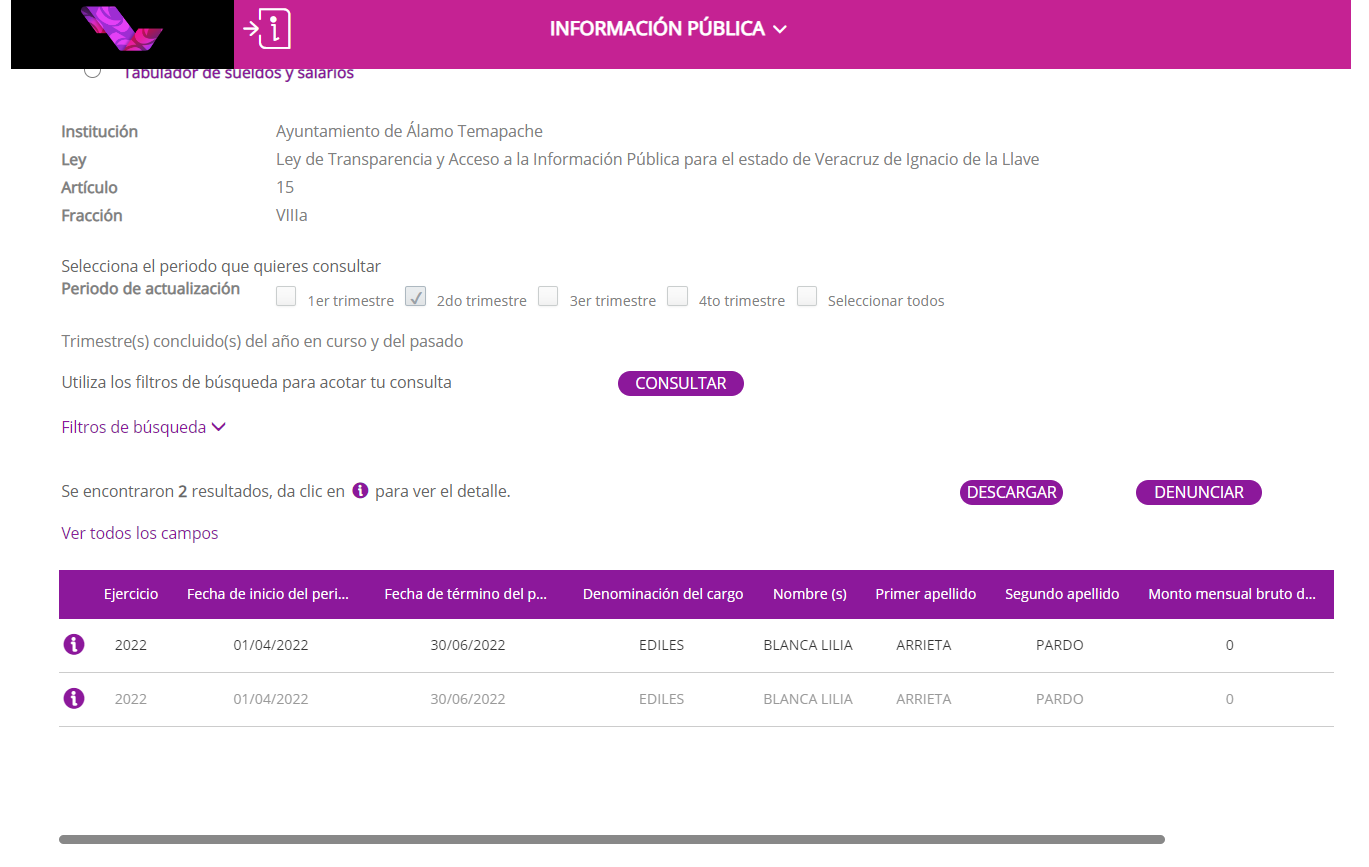 INFORMACIÓN PÚBLICA
Tabulador de sueldos y salarios
Institución Ayuntamiento de Álamo Temapache
Ley Ley de Transparencia y Acceso a la Información Pública para el estado de Veracruz de Ignacio de la Llave
Artículo 15
Fracción VIIIa
Selecciona el periodo que quieres consultar
Periodo de actualización 1er trimestre 2do trimestre 3er trimestre 4to trimestre Seleccionar todos
Trimestre(s) concluido(s) del año en curso y del pasado
Utiliza los filtros de búsqueda para acotar tu consulta CONSULTAR
Filtros de búsqueda
Se encontraron 2 resultados, da clic en i para ver el detalle. DESCARGAR DENUNCIAR
Ver todos los campos
Ejercicio Fecha de inicio del peri... Fecha de término del p... Denominación del cargo Nombre (s) Primer apellido Segundo apellido Monto mensual bruto d...
2022 01/04/2022 30/06/2022 EDILES BLANCA LILIA ARRIETA PARDO 0
2022 01/04/2022 30/06/2022 EDILES BLANCA LILIA ARRIETA PARDO 0